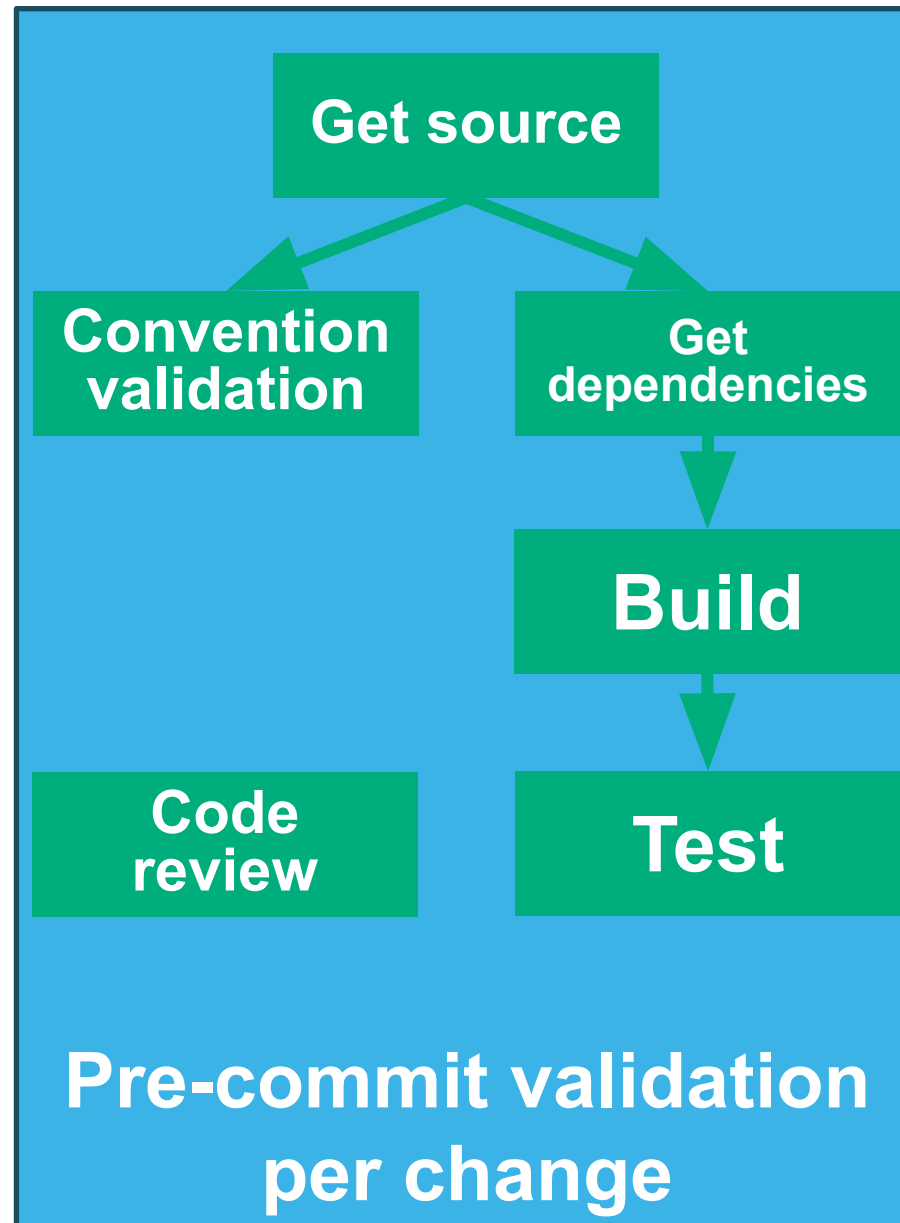 Get source
Convention
validation
Get
dependencies
Build
Code
review
Test
Pre-commit validation
per change